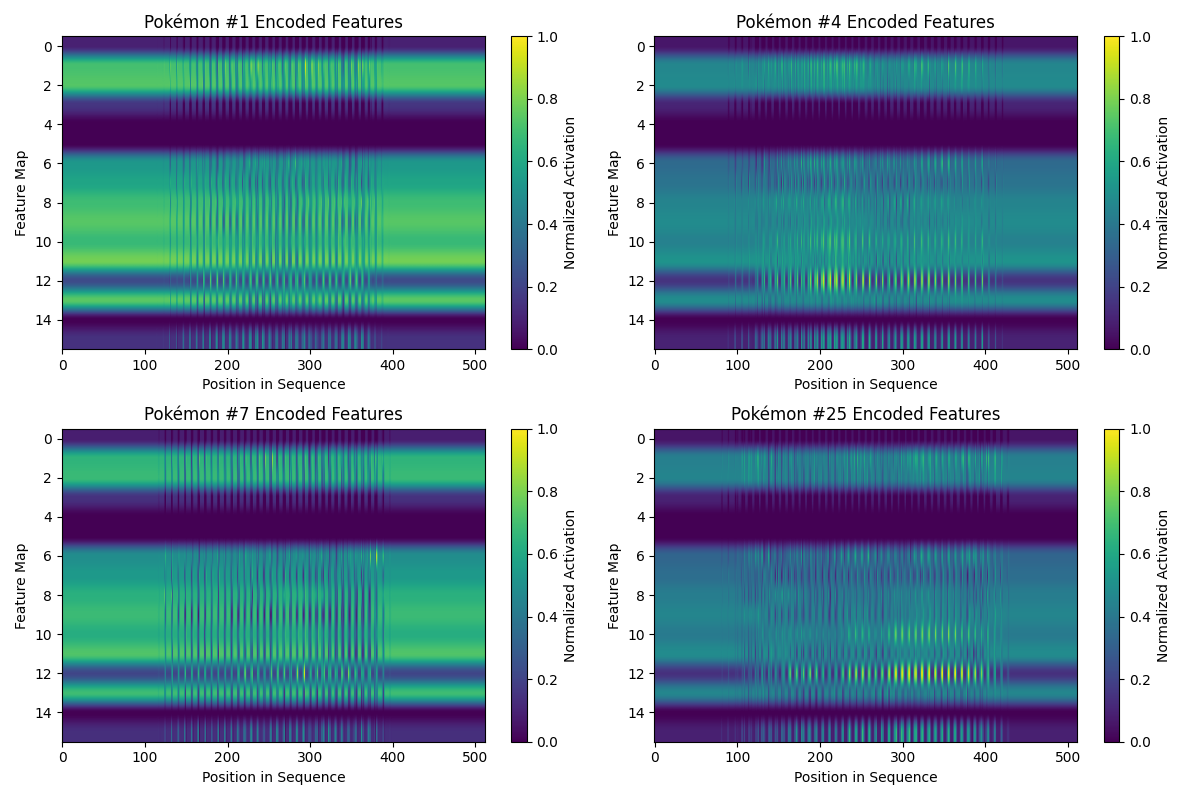 Pokémon #1 Encoded Features
0
2
4
6
8
10
12
14
Feature Map
0 100 200 300 400 500
Position in Sequence
1.0
0.8
0.6
0.4
0.2
0.0
Normalized Activation
Pokémon #4 Encoded Features
0
2
4
6
8
10
12
14
Feature Map
0 100 200 300 400 500
Position in Sequence
1.0
0.8
0.6
0.4
0.2
0.0
Normalized Activation
Pokémon #7 Encoded Features
0
2
4
6
8
10
12
14
Feature Map
0 100 200 300 400 500
Position in Sequence
1.0
0.8
0.6
0.4
0.2
0.0
Normalized Activation
Pokémon #25 Encoded Features
0
2
4
6
8
10
12
14
Feature Map
0 100 200 300 400 500
Position in Sequence
1.0
0.8
0.6
0.4
0.2
0.0
Normalized Activation